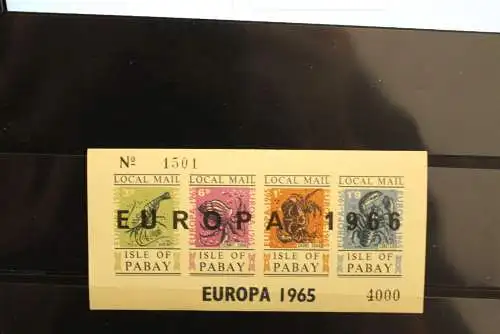 Nº 1501
LOCAL MAIL LOCAL MAIL LOCAL MAIL LOCAL MAIL
6D
EUROPA 1966
ISLE OF PABAY ISLE OF PABAY ISLE OF PABAY ISLE OF PABAY
EUROPA 1965 4000